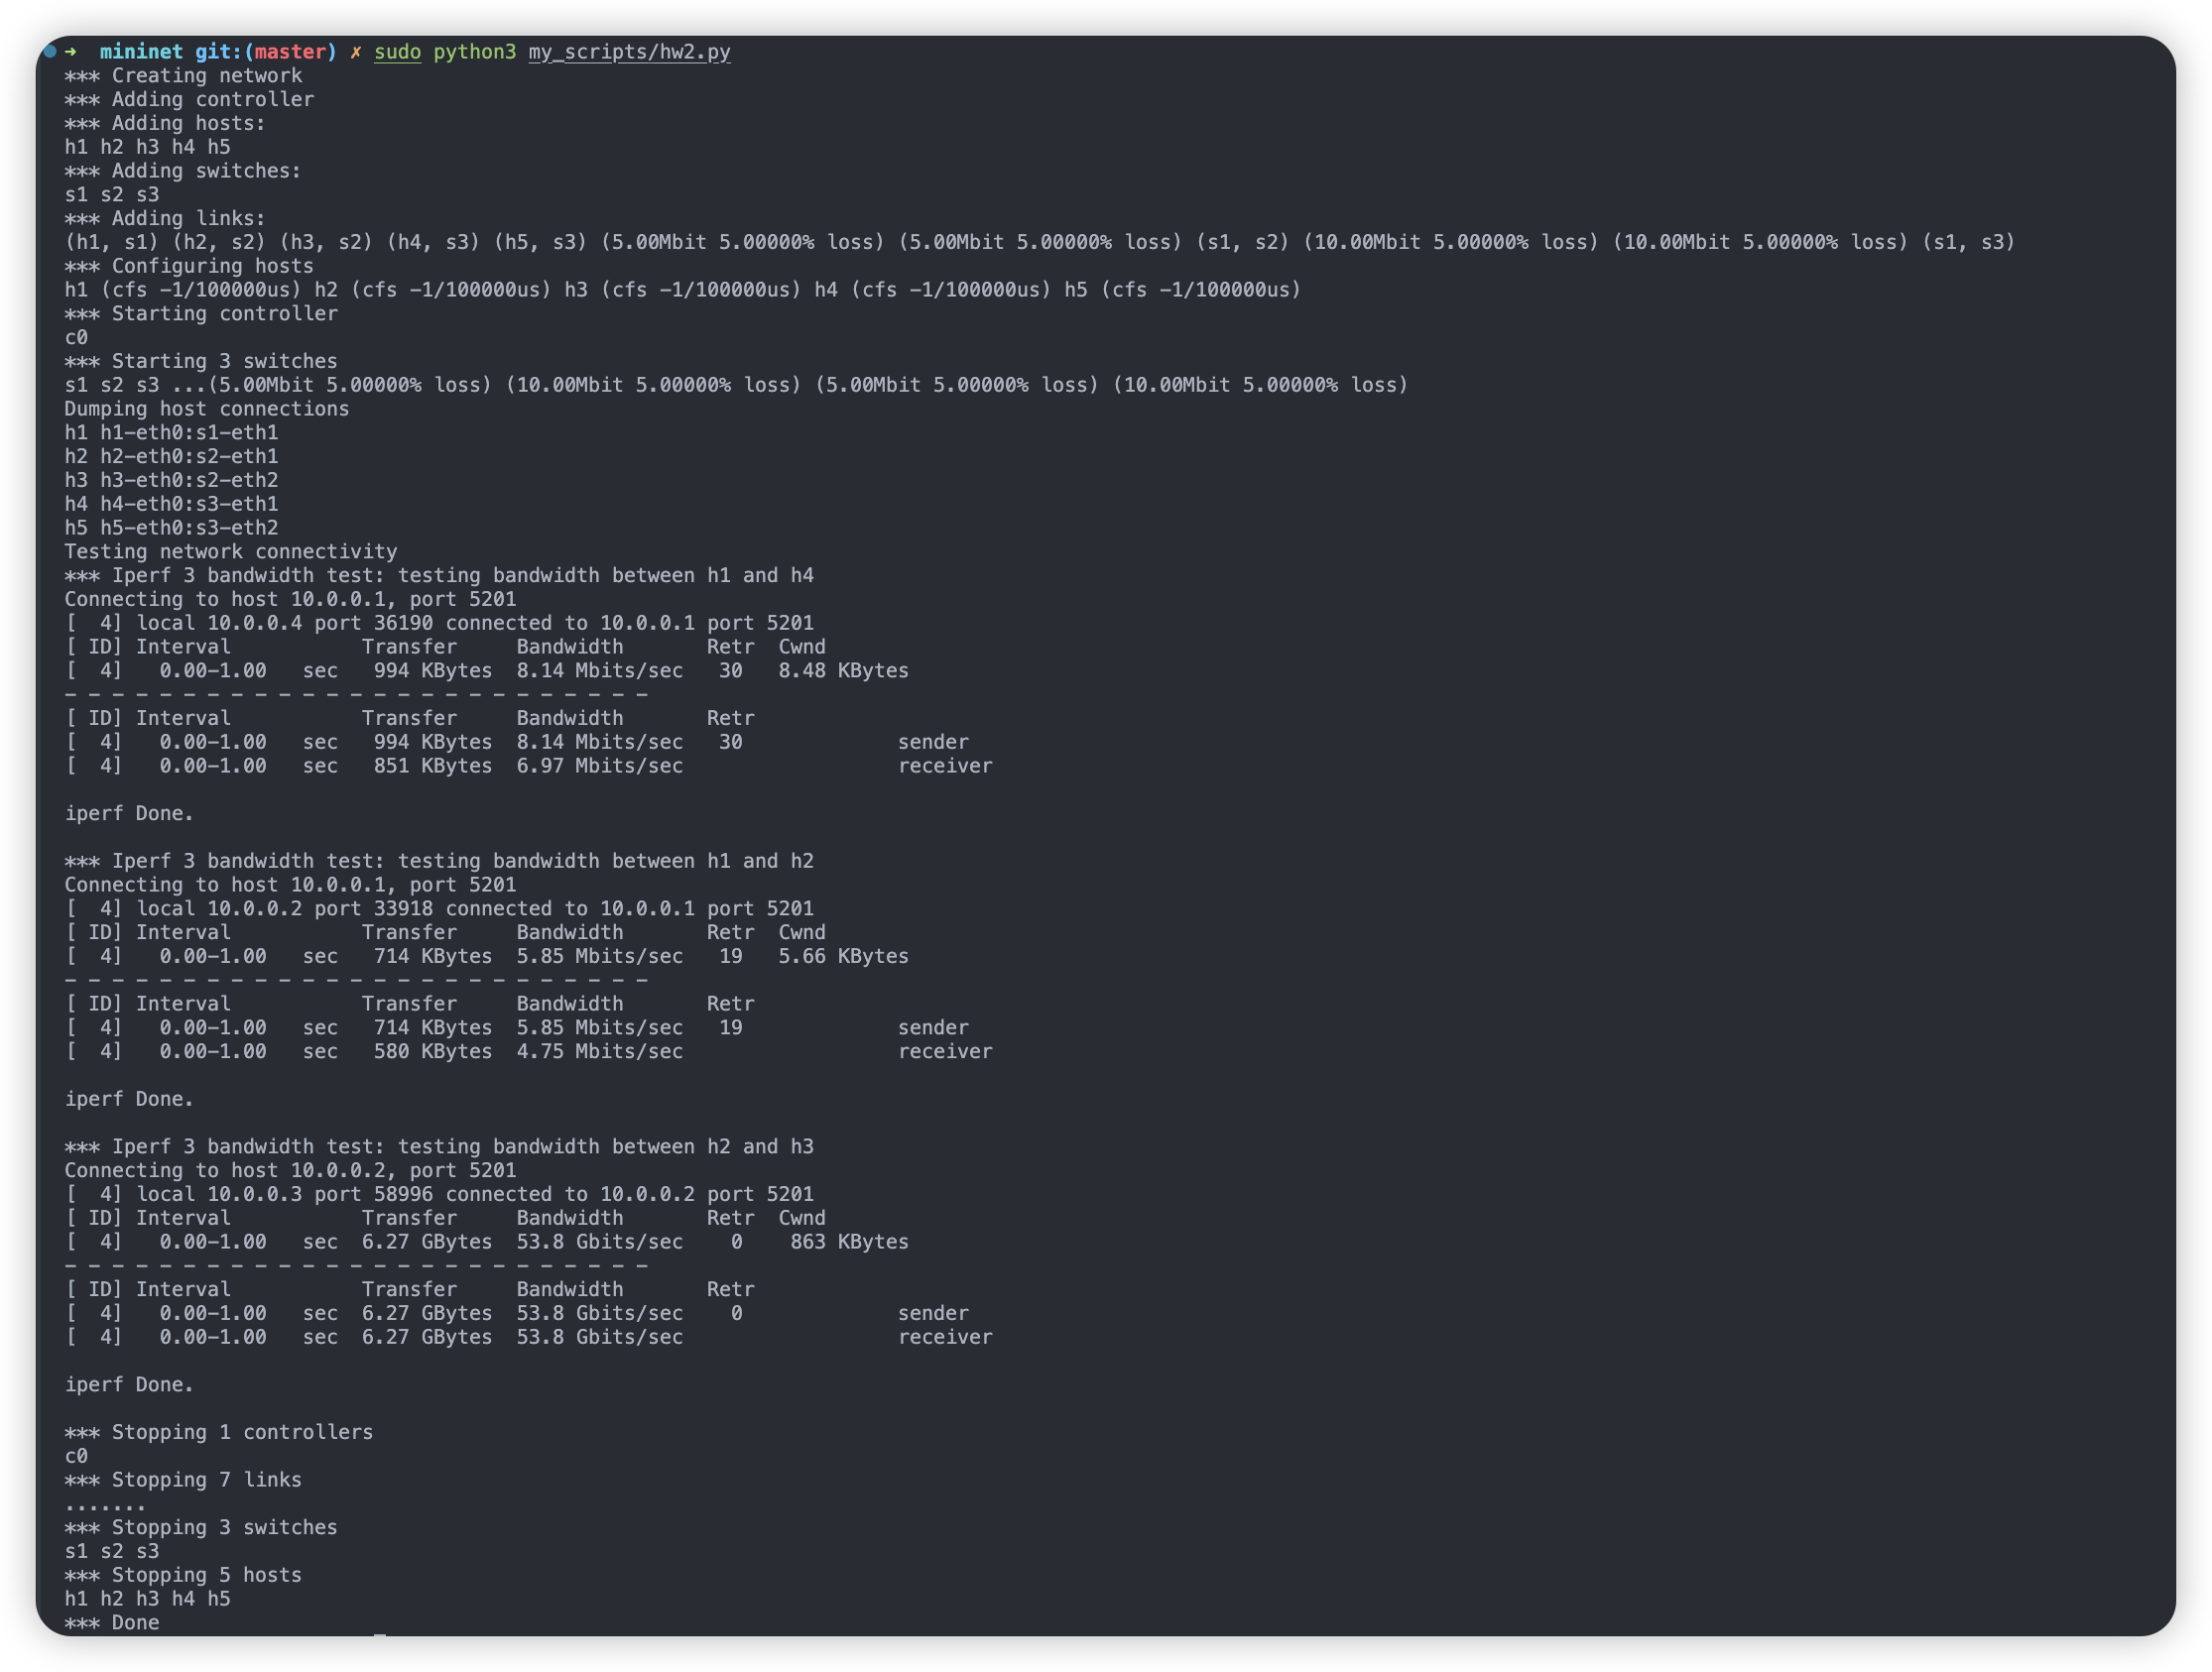 ➜  mininet git:(master) ✗ sudo python3 my_scripts/hw2.py
*** Creating network
*** Adding controller
*** Adding hosts:
h1 h2 h3 h4 h5
*** Adding switches:
s1 s2 s3
*** Adding links:
(h1, s1) (h2, s2) (h3, s2) (h4, s3) (h5, s3) (5.00Mbit 5.00000% loss) (5.00Mbit 5.00000% loss) (s1, s2) (10.00Mbit 5.00000% loss) (10.00Mbit 5.00000% loss) (s1, s3)
*** Configuring hosts
h1 (cfs -1/100000us) h2 (cfs -1/100000us) h3 (cfs -1/100000us) h4 (cfs -1/100000us) h5 (cfs -1/100000us)
*** Starting controller
c0
*** Starting 3 switches
s1 s2 s3 ...(5.00Mbit 5.00000% loss) (10.00Mbit 5.00000% loss) (5.00Mbit 5.00000% loss) (10.00Mbit 5.00000% loss)
Dumping host connections
h1 h1-eth0:s1-eth1
h2 h2-eth0:s2-eth1
h3 h3-eth0:s2-eth2
h4 h4-eth0:s3-eth1
h5 h5-eth0:s3-eth2
Testing network connectivity
*** Iperf 3 bandwidth test: testing bandwidth between h1 and h4
Connecting to host 10.0.0.1, port 5201
[  4] local 10.0.0.4 port 36190 connected to 10.0.0.1 port 5201
[ ID] Interval           Transfer     Bandwidth       Retr  Cwnd
[  4]   0.00-1.00   sec   994 KBytes  8.14 Mbits/sec   30   8.48 KBytes
- - - - - - - - - - - - - - - - - - - - - - - - -
[ ID] Interval           Transfer     Bandwidth       Retr
[  4]   0.00-1.00   sec   994 KBytes  8.14 Mbits/sec   30             sender
[  4]   0.00-1.00   sec   851 KBytes  6.97 Mbits/sec                  receiver

iperf Done.

*** Iperf 3 bandwidth test: testing bandwidth between h1 and h2
Connecting to host 10.0.0.1, port 5201
[  4] local 10.0.0.2 port 33918 connected to 10.0.0.1 port 5201
[ ID] Interval           Transfer     Bandwidth       Retr  Cwnd
[  4]   0.00-1.00   sec   714 KBytes  5.85 Mbits/sec   19   5.66 KBytes
- - - - - - - - - - - - - - - - - - - - - - - - -
[ ID] Interval           Transfer     Bandwidth       Retr
[  4]   0.00-1.00   sec   714 KBytes  5.85 Mbits/sec   19             sender
[  4]   0.00-1.00   sec   580 KBytes  4.75 Mbits/sec                  receiver

iperf Done.

*** Iperf 3 bandwidth test: testing bandwidth between h2 and h3
Connecting to host 10.0.0.2, port 5201
[  4] local 10.0.0.3 port 58996 connected to 10.0.0.2 port 5201
[ ID] Interval           Transfer     Bandwidth       Retr  Cwnd
[  4]   0.00-1.00   sec  6.27 GBytes  53.8 Gbits/sec    0    863 KBytes
- - - - - - - - - - - - - - - - - - - - - - - - -
[ ID] Interval           Transfer     Bandwidth       Retr
[  4]   0.00-1.00   sec  6.27 GBytes  53.8 Gbits/sec    0             sender
[  4]   0.00-1.00   sec  6.27 GBytes  53.8 Gbits/sec                  receiver

iperf Done.

*** Stopping 1 controllers
c0
*** Stopping 7 links
.......
*** Stopping 3 switches
s1 s2 s3
*** Stopping 5 hosts
h1 h2 h3 h4 h5
*** Done